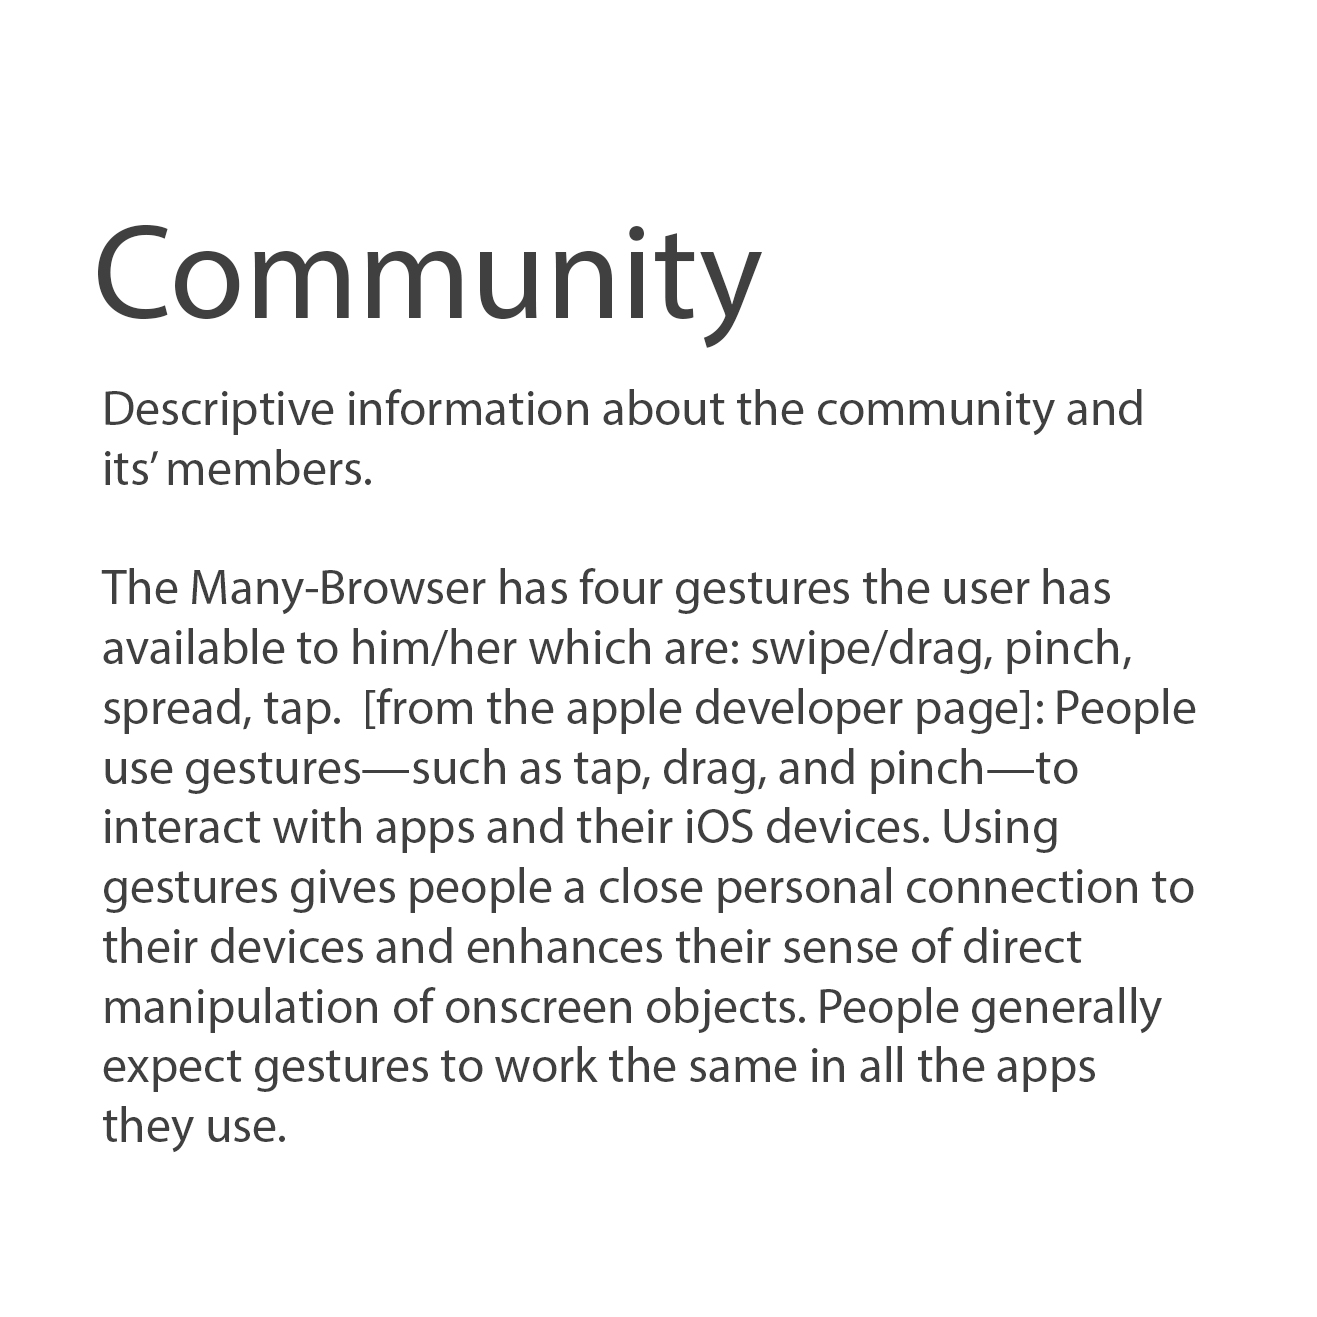 Community
Descriptive information about the community and
its’ members.
The Many-Browser has four gestures the user has
available to him/her which are: swipe/drag, pinch,
spread, tap.  [from the apple developer page]: People
use gestures—such as tap, drag, and pinch—to
interact with apps and their iOS devices. Using
gestures gives people a close personal connection to
their devices and enhances their sense of direct
manipulation of onscreen objects. People generally
expect gestures to work the same in all the apps
they use.